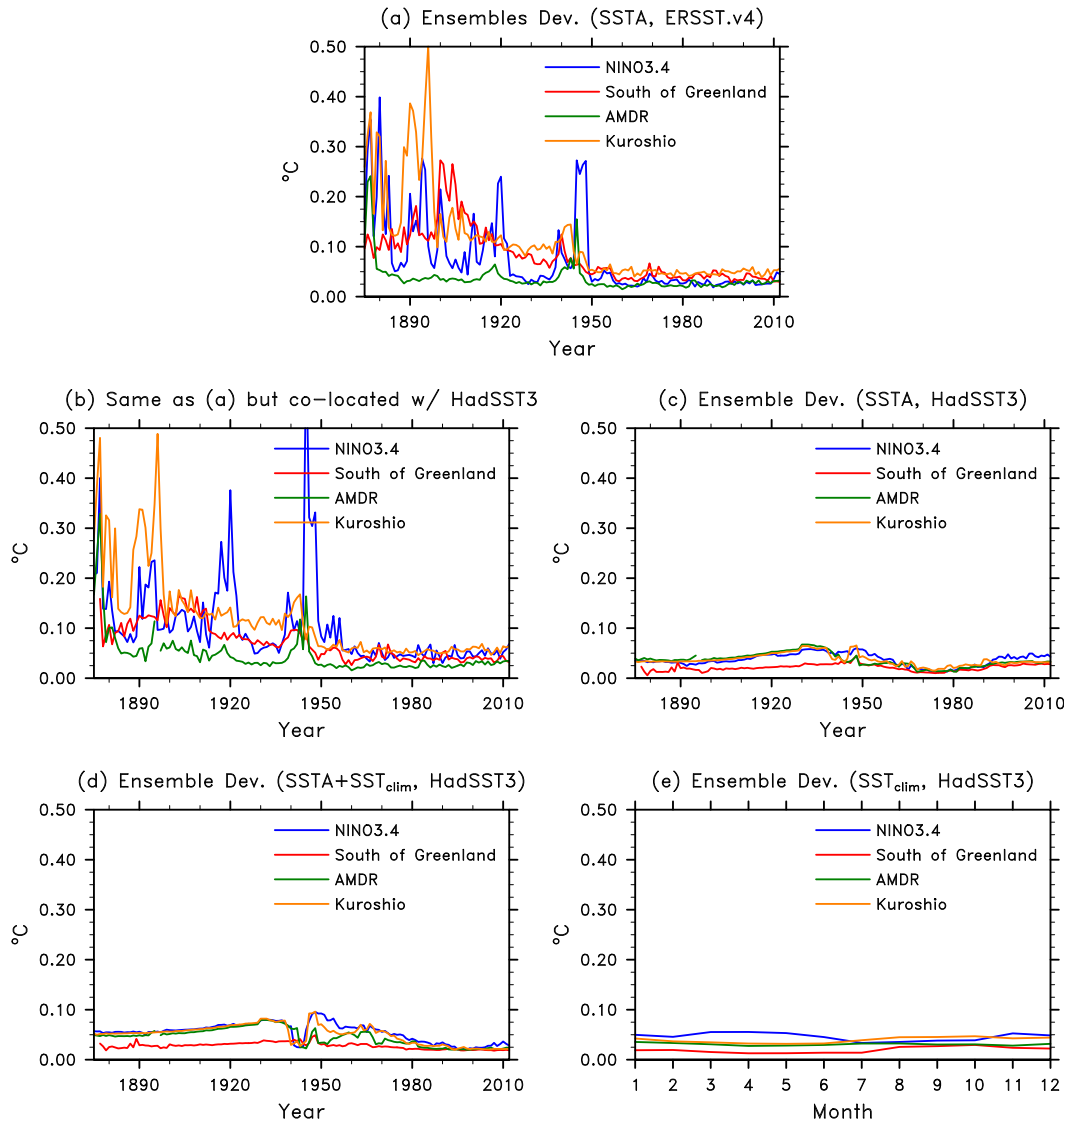 (a) Ensembles Dev. (SSTA, ERSST.v4)
0.50
0.40
0.30
0.20
0.10
0.00
°C
NINO3.4
South of Greenland
AMDR
Kuroshio
1890 1920 1950 1980 2010
Year
(b) Same as (a) but co-located w/ HadSST3
0.50
0.40
0.30
0.20
0.10
0.00
°C
NINO3.4
South of Greenland
AMDR
Kuroshio
1890 1920 1950 1980 2010
Year
(c) Ensemble Dev. (SSTA, HadSST3)
0.50
0.40
0.30
0.20
0.10
0.00
°C
NINO3.4
South of Greenland
AMDR
Kuroshio
1890 1920 1950 1980 2010
Year
(d) Ensemble Dev. (SSTA+SSTclim, HadSST3)
0.50
0.40
0.30
0.20
0.10
0.00
°C
NINO3.4
South of Greenland
AMDR
Kuroshio
1890 1920 1950 1980 2010
Year
(e) Ensemble Dev. (SSTclim, HadSST3)
0.50
0.40
0.30
0.20
0.10
0.00
°C
NINO3.4
South of Greenland
AMDR
Kuroshio
1 2 3 4 5 6 7 8 9 10 11 12
Month